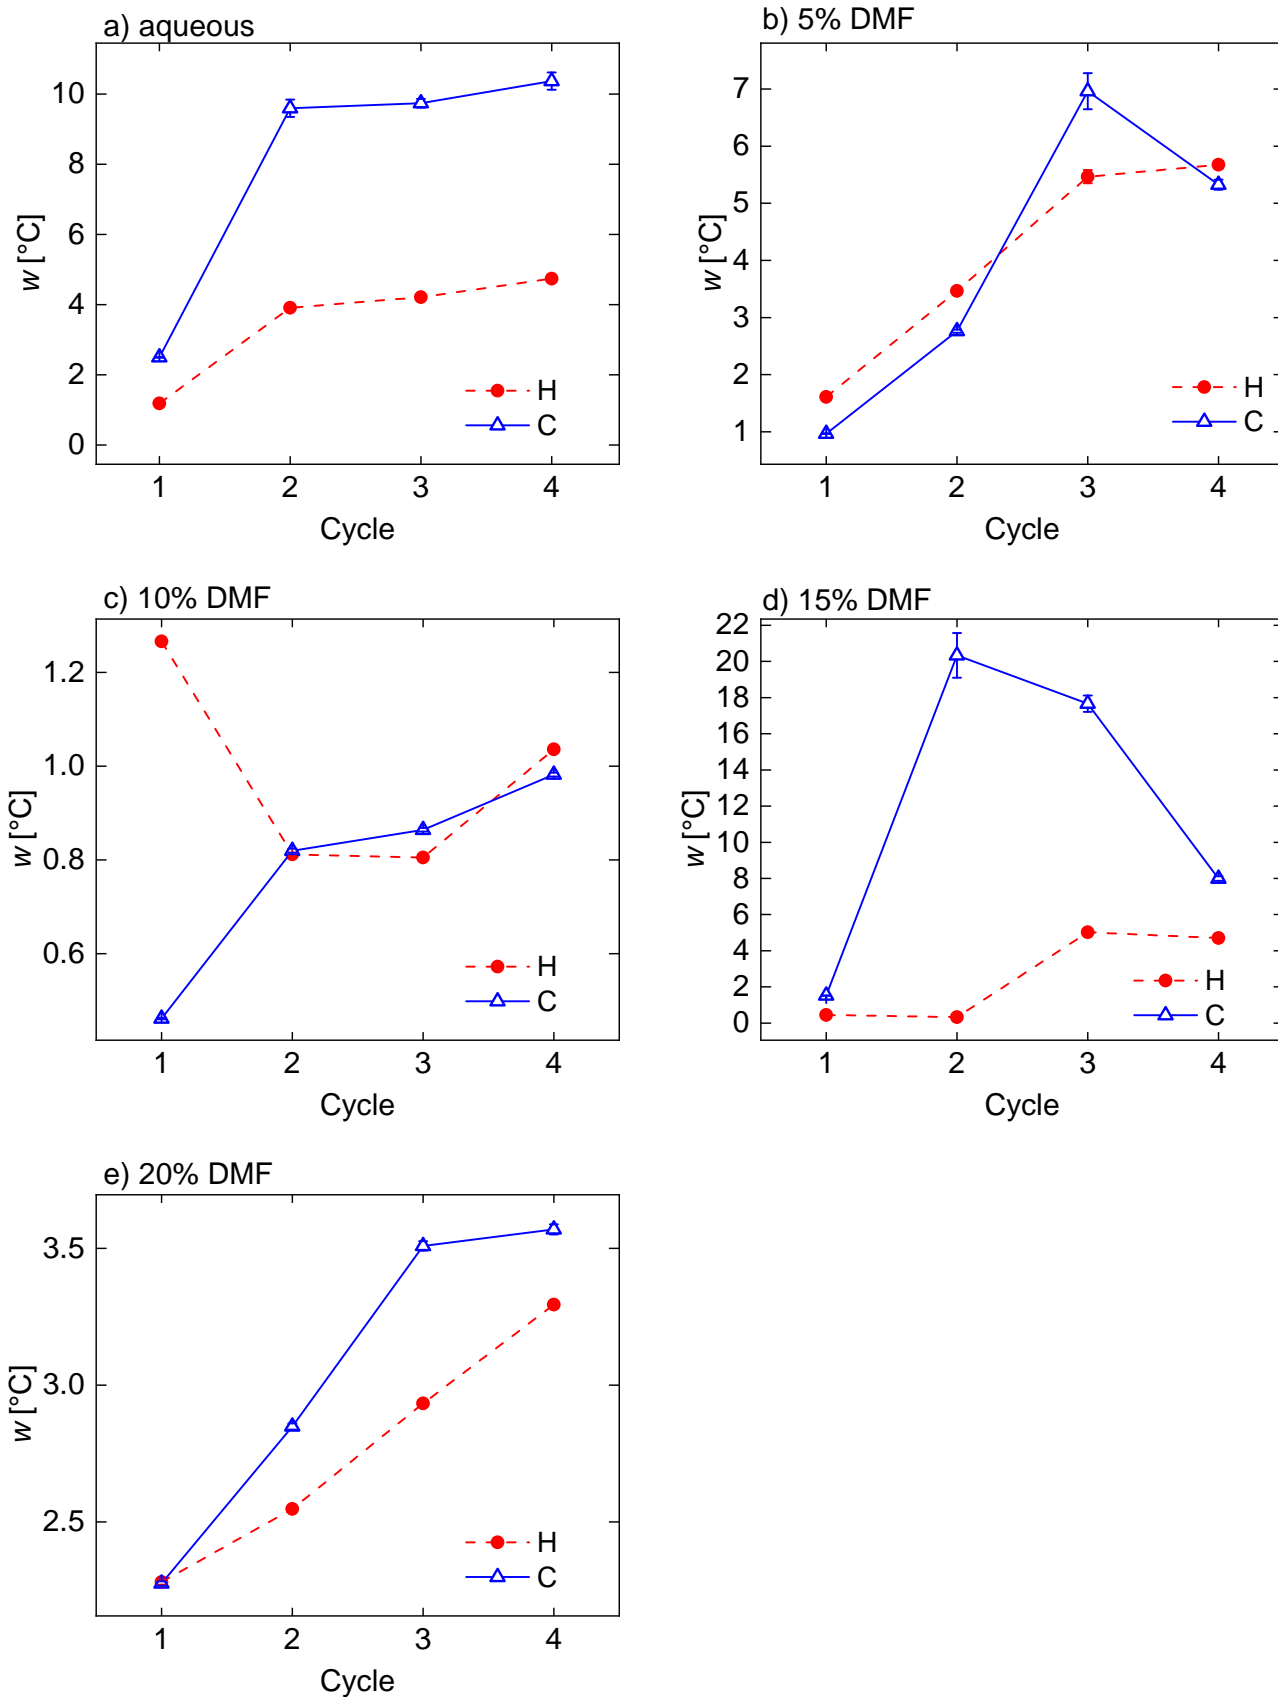 a) aqueous
10
8
6
4
2
0
w [°C]
H
C
1 2 3 4
Cycle
b) 5% DMF
7
6
5
4
3
2
1
w [°C]
H
C
1 2 3 4
Cycle
c) 10% DMF
1.2
1.0
0.8
0.6
w [°C]
H
C
1 2 3 4
Cycle
d) 15% DMF
22
20
18
16
14
12
10
8
6
4
2
0
w [°C]
H
C
1 2 3 4
Cycle
e) 20% DMF
3.5
3.0
2.5
w [°C]
H
C
1 2 3 4
Cycle